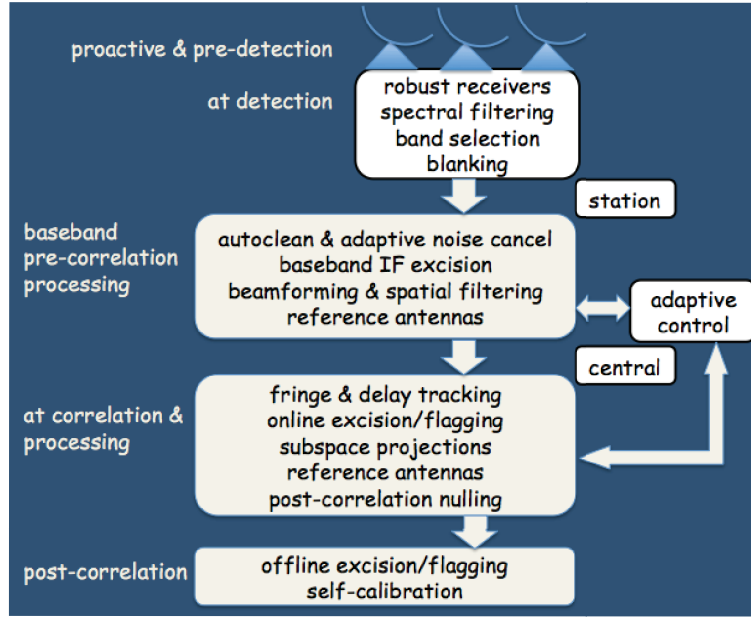 proactive & pre-detection
at detection
robust receivers
spectral filtering
band selection
blanking
station
baseband
pre-correlation
processing
autoclean & adaptive noise cancel
baseband IF excision
beamforming & spatial filtering
reference antennas
adaptive
control
central
at correlation &
processing
fringe & delay tracking
online excision/flagging
subspace projections
reference antennas
post-correlation nulling
post-correlation
offline excision/flagging
self-calibration